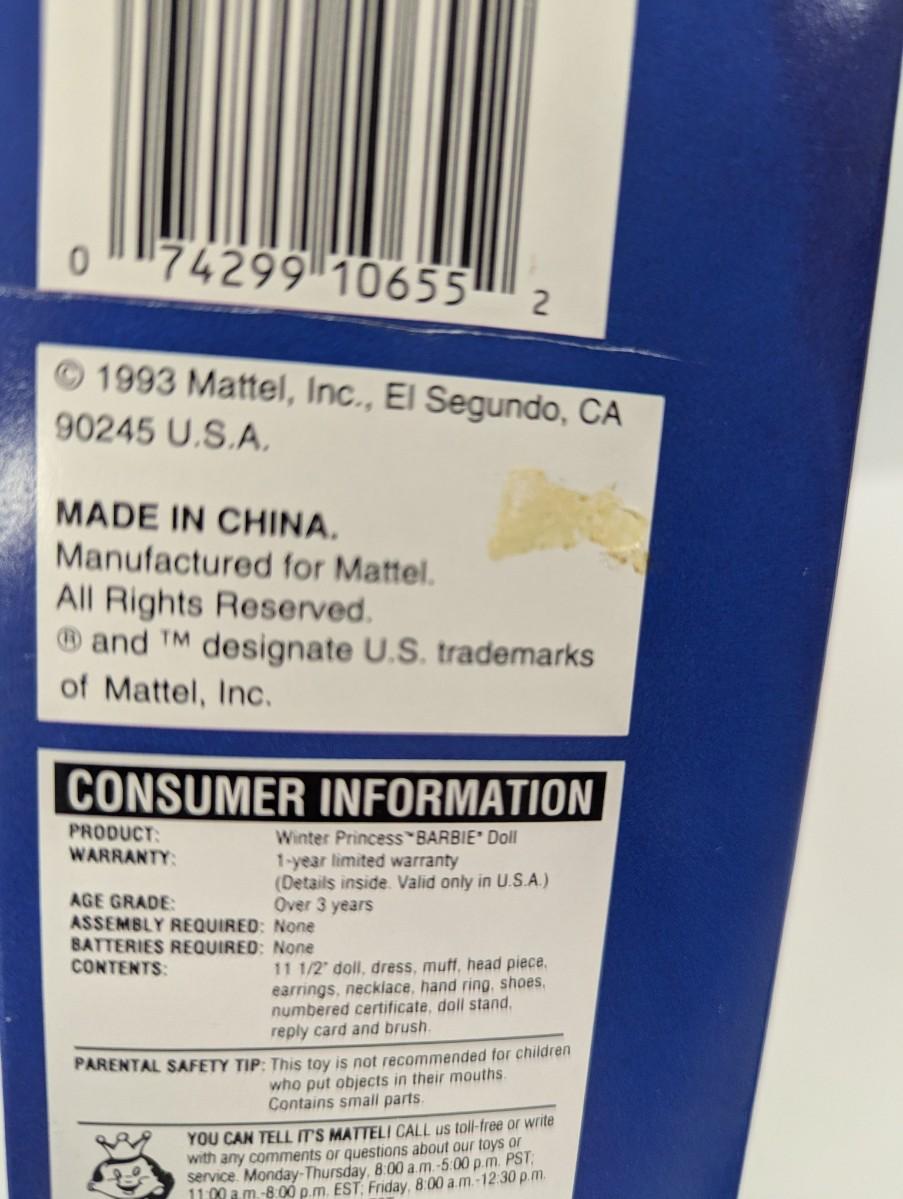 0 74299 10655 2
© 1993 Mattel, Inc., El Segundo, CA
90245 U.S.A.
MADE IN CHINA.
Manufactured for Mattel.
All Rights Reserved.
® and ™ designate U.S. trademarks
of Mattel, Inc.
CONSUMER INFORMATION
PRODUCT: Winter Princess™ BARBIE® Doll
WARRANTY: 1-year limited warranty
(Details inside. Valid only in U.S.A.)
AGE GRADE: Over 3 years
ASSEMBLY REQUIRED: None
BATTERIES REQUIRED: None
CONTENTS: 11 1/2" doll, dress, muff, head piece,
earrings, necklace, hand ring, shoes,
numbered certificate, doll stand,
reply card and brush.
PARENTAL SAFETY TIP: This toy is not recommended for children
who put objects in their mouths.
Contains small parts.
YOU CAN TELL IT'S MATTEL! CALL us toll-free or write
with any comments or questions about our toys or
service. Monday-Thursday, 8:00 a.m.-5:00 p.m. PST;
11:00 a.m.-8:00 p.m. EST; Friday, 8:00 a.m.-12:30 p.m.